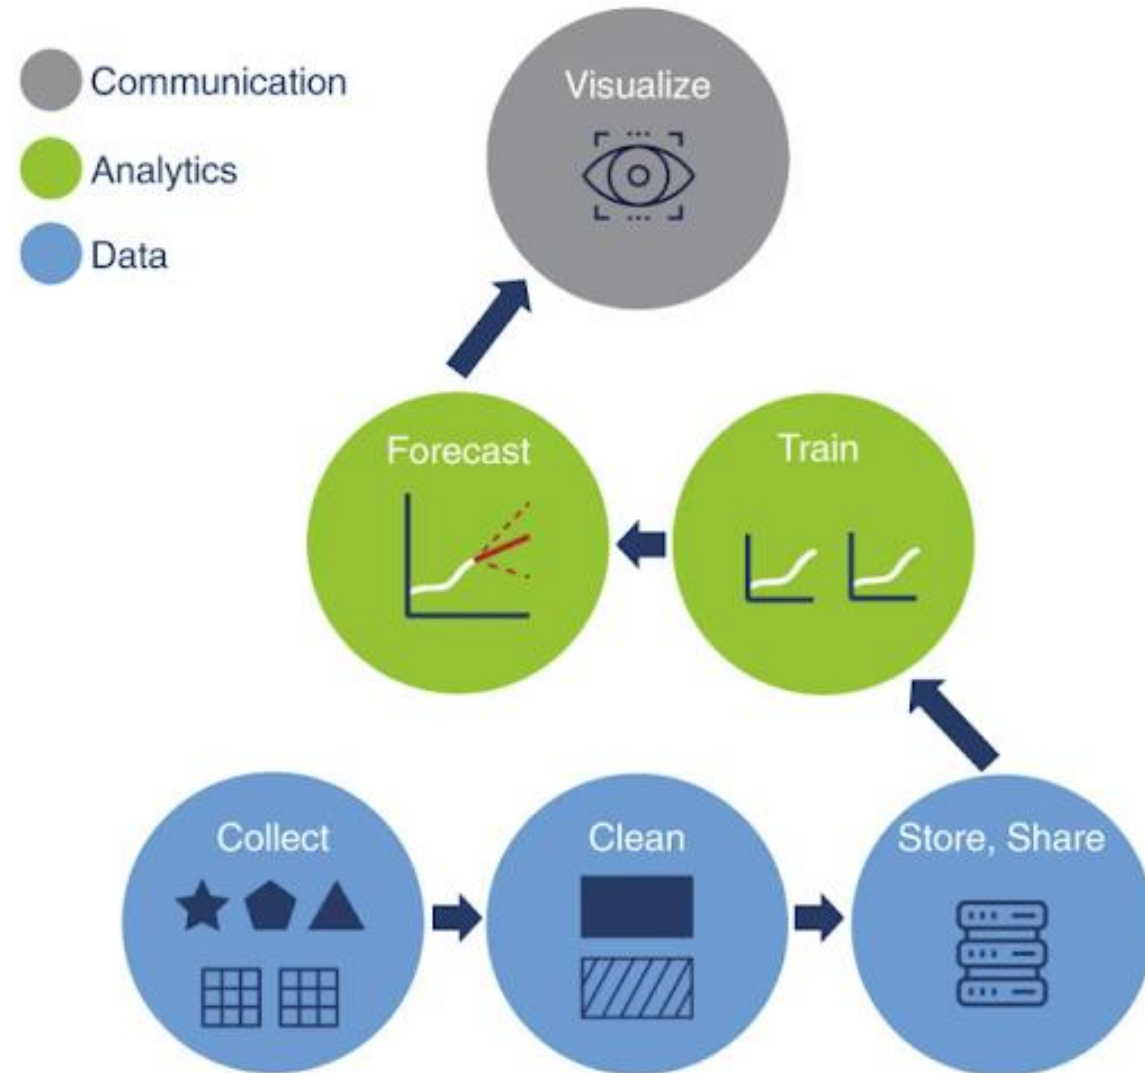 Communication
Analytics
Data
Visualize
Forecast
Train
Collect
Clean
Store, Share